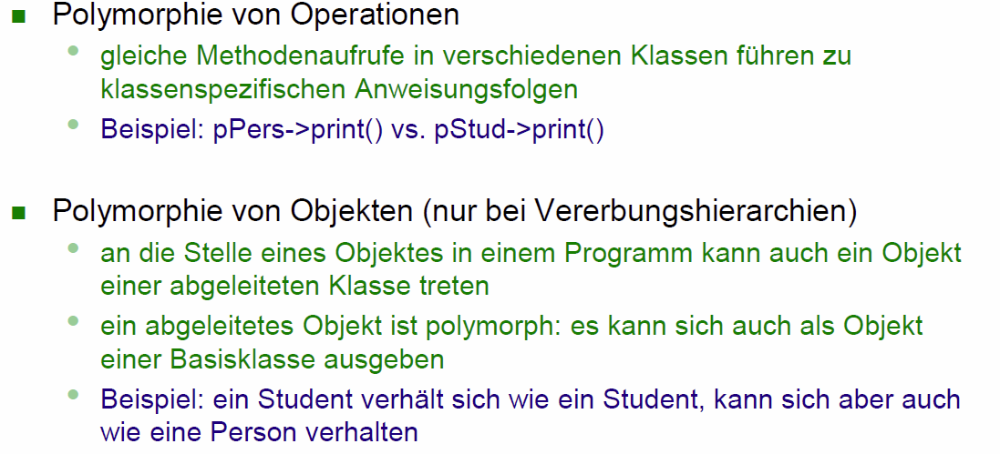 Polymorphie von Operationen
gleiche Methodenaufrufe in verschiedenen Klassen führen zu
klassenspezifischen Anweisungsfolgen
Beispiel: pPers->print() vs. pStud->print()
Polymorphie von Objekten (nur bei Vererbungshierarchien)
an die Stelle eines Objektes in einem Programm kann auch ein Objekt
einer abgeleiteten Klasse treten
ein abgeleitetes Objekt ist polymorph: es kann sich auch als Objekt
einer Basisklasse ausgeben
Beispiel: ein Student verhält sich wie ein Student, kann sich aber auch
wie eine Person verhalten